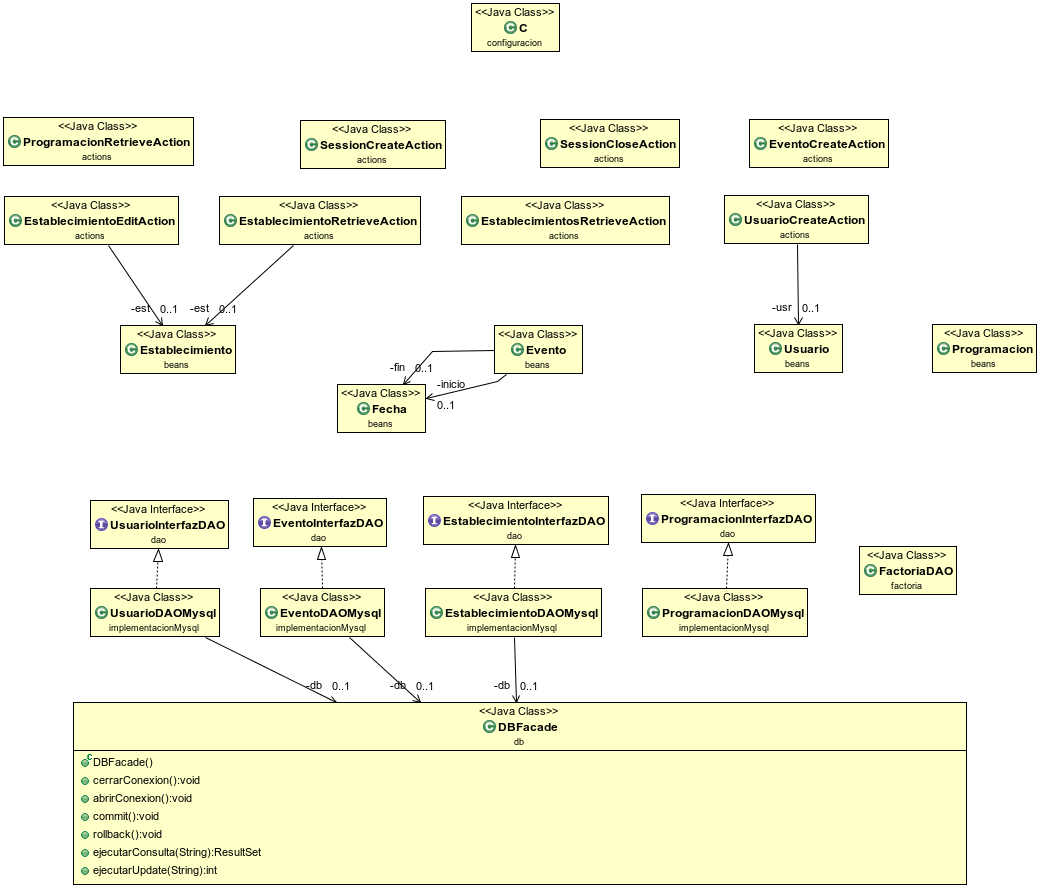 <<Java Class>>
C
configuracion
<<Java Class>>
ProgramacionRetrieveAction
actions
<<Java Class>>
SessionCreateAction
actions
<<Java Class>>
SessionCloseAction
actions
<<Java Class>>
EventoCreateAction
actions
<<Java Class>>
EstablecimientoEditAction
actions
<<Java Class>>
EstablecimientoRetrieveAction
actions
<<Java Class>>
EstablecimientosRetrieveAction
actions
<<Java Class>>
UsuarioCreateAction
actions
-est 0..1
-est 0..1
-usr 0..1
<<Java Class>>
Establecimiento
beans
<<Java Class>>
Evento
beans
<<Java Class>>
Usuario
beans
<<Java Class>>
Programacion
beans
-fin 0..1
-inicio
0..1
<<Java Class>>
Fecha
beans
<<Java Interface>>
UsuarioInterfazDAO
dao
<<Java Interface>>
EventoInterfazDAO
dao
<<Java Interface>>
EstablecimientoInterfazDAO
dao
<<Java Interface>>
ProgramacionInterfazDAO
dao
<<Java Class>>
FactoriaDAO
factoria
<<Java Class>>
UsuarioDAOMysql
implementacionMysql
<<Java Class>>
EventoDAOMysql
implementacionMysql
<<Java Class>>
EstablecimientoDAOMysql
implementacionMysql
<<Java Class>>
ProgramacionDAOMysql
implementacionMysql
-db 0..1
-db 0..1
-db 0..1
<<Java Class>>
DBFacade
db
DBFacade()
cerrarConexion():void
abrirConexion():void
commit():void
rollback():void
ejecutarConsulta(String):ResultSet
ejecutarUpdate(String):int